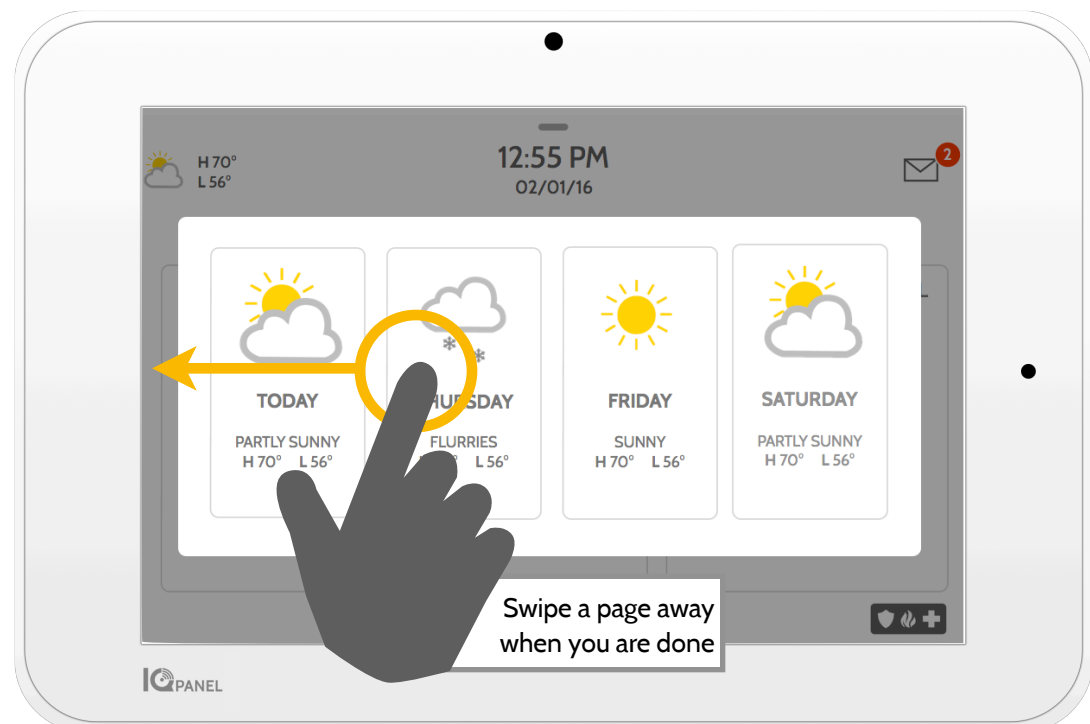 H 70°
L 56°
12:55 PM
02/01/16
2
TODAY
PARTLY SUNNY
H 70° L 56°
FLURRIES
L 56°
FRIDAY
SUNNY
H 70° L 56°
SATURDAY
PARTLY SUNNY
H 70° L 56°
Swipe a page away
when you are done
IQ PANEL